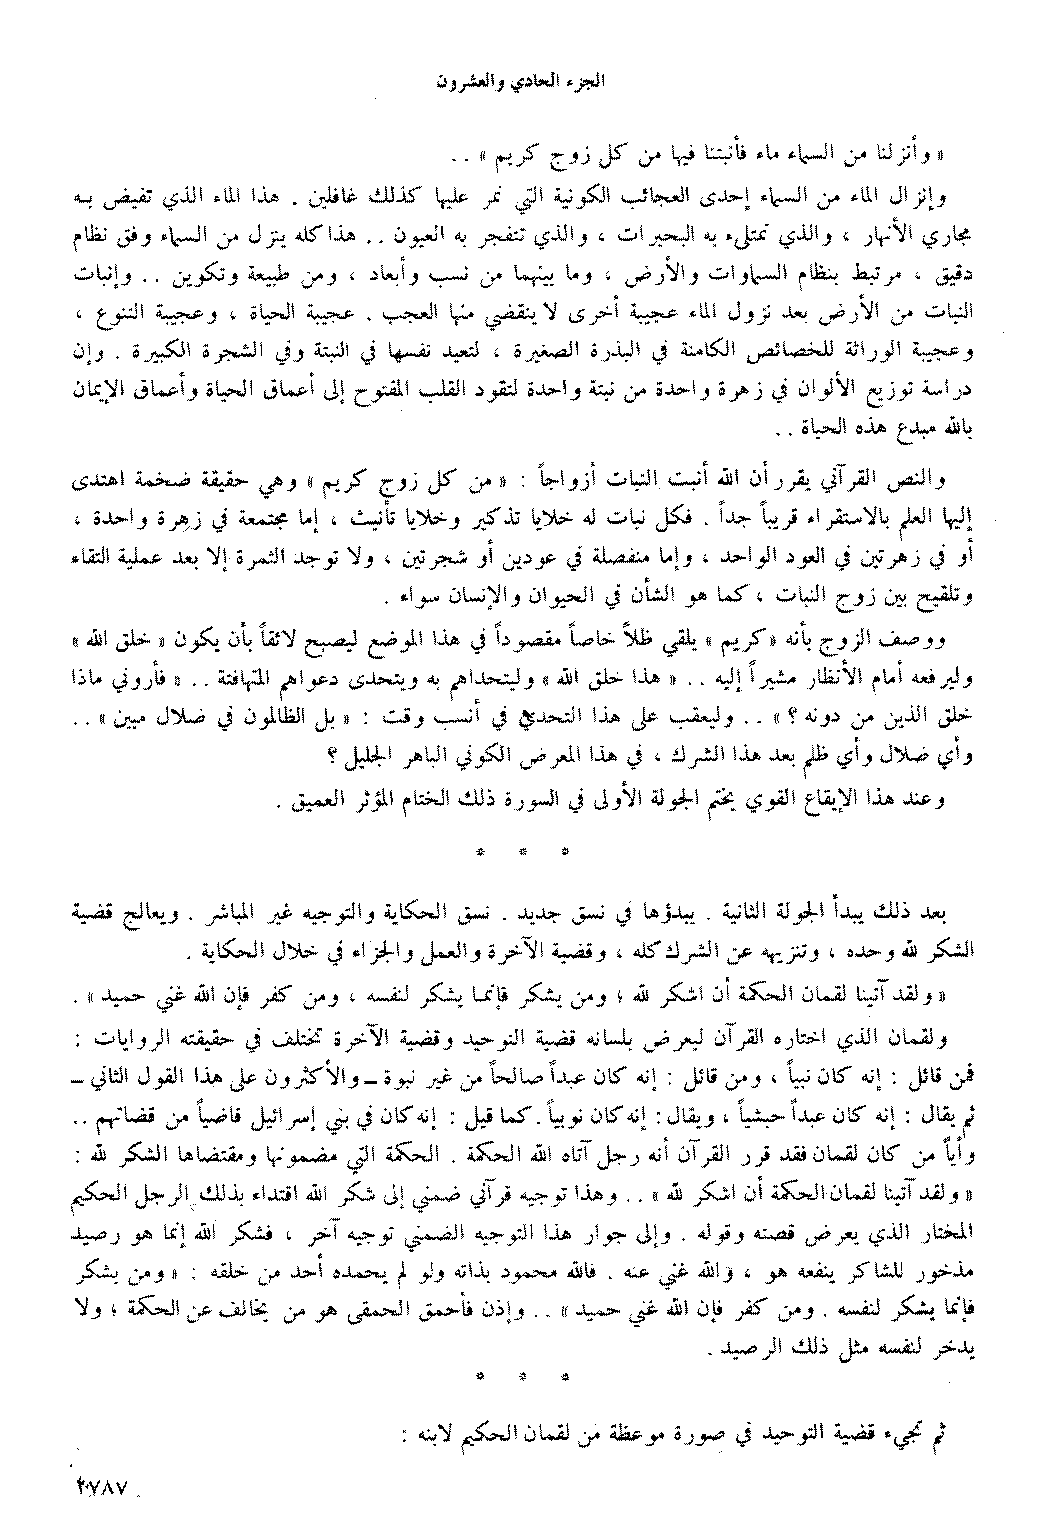 الجزء الحادي والعشرون
« وأنزلنا من السماء ماء فأنبتنا فيها من كل زوج كريم » ..
وإنزال الماء من السماء إحدى العجائب الكونية التي نمر عليها كذلك غافلين . هذا الماء الذي تفيض به
مجاري الأنهار ، والذي تمتلىء به البحيرات ، والذي تتفجر به العيون .. هذا كله ينزل من السماء وفق نظام
دقيق ، مرتبط بنظام السماوات والأرض ، وما بينهما من نسب وأبعاد ، ومن طبيعة وتكوين .. وإنبات
النبات من الأرض بعد نزول الماء عجيبة أخرى لا ينقضي منها العجب . عجيبة الحياة ، وعجيبة التنوع ،
وعجيبة الوراثة للخصائص الكامنة في البذرة الصغيرة ، لتعيد نفسها في النبتة وفي الشجرة الكبيرة . وإن
دراسة توزيع الألوان في زهرة واحدة من نبتة واحدة لتقود القلب المفتوح إلى أعماق الحياة وأعماق الإيمان
بالله مبدع هذه الحياة ..
والنص القرآني يقرر أن الله أنبت النبات أزواجاً : « من كل زوج كريم » وهي حقيقة ضخمة اهتدى
إليها العلم بالاستقراء قريباً جداً . فكل نبات له خلايا تذكير وخلايا تأنيث ، إما مجتمعة في زهرة واحدة ،
أو في زهرتين في العود الواحد ، وإما منفصلة في عودين أو شجرتين ، ولا توجد الثمرة إلا بعد عملية التقاء
وتلقيح بين زوج النبات ، كما هو الشأن في الحيوان والإنسان سواء .
ووصف الزوج بأنه « كريم » يلقي ظلاً خاصاً مقصوداً في هذا الموضع ليصبح لائقاً بأن يكون « خلق الله »
وليرفعه أمام الأنظار مشيراً إليه .. « هذا خلق الله » وليتحداهم به ويتحدى دعواهم المتهافتة .. « فأروني ماذا
خلق الذين من دونه ؟ » .. وليعقب على هذا التحدي في أنسب وقت : « بل الظالمون في ضلال مبين » ..
وأي ضلال وأي ظلم بعد هذا الشرك ، في هذا المعرض الكوني الباهر الجليل ؟
وعند هذا الإيقاع القوي يختم الجولة الأولى في السورة ذلك الختام المؤثر العميق .
* * *
بعد ذلك يبدأ الجولة الثانية . يبدؤها في نسق جديد . نسق الحكاية والتوجيه غير المباشر . ويعالج قضية
الشكر لله وحده ، وتنزيهه عن الشرك كله ، وقضية الآخرة والعمل والجزاء في خلال الحكاية .
« ولقد آتينا لقمان الحكمة أن اشكر لله ؛ ومن يشكر فإنما يشكر لنفسه ، ومن كفر فإن الله غني حميد » .
ولقمان الذي اختاره القرآن ليعرض بلسانه قضية التوحيد وقضية الآخرة تختلف في حقيقته الروايات :
فمن قائل : إنه كان نبياً ، ومن قائل : إنه كان عبداً صالحاً من غير نبوة ــ والأكثرون على هذا القول الثاني ــ
ثم يقال : إنه كان عبداً حبشياً ، ويقال : إنه كان نوبياً . كما قيل : إنه كان في بني إسرائيل قاضياً من قضاتهم ..
وأياً من كان لقمان فقد قرر القرآن أنه رجل آتاه الله الحكمة . الحكمة التي مضمونها ومقتضاها الشكر لله :
« ولقد آتينا لقمان الحكمة أن اشكر لله » .. وهذا توجيه قرآني ضمني إلى شكر الله اقتداء بذلك الرجل الحكيم
المختار الذي يعرض قصته وقوله . وإلى جوار هذا التوجيه الضمني توجيه آخر ، فشكر الله إنما هو رصيد
مذخور للشاكر ينفعه هو ، والله غني عنه . فالله محمود بذاته ولو لم يحمده أحد من خلقه : « ومن يشكر
فإنما يشكر لنفسه . ومن كفر فإن الله غني حميد » .. وإذن فأحمق الحمقى هو من يخالف عن الحكمة ؛ ولا
يدخر لنفسه مثل ذلك الرصيد .
* * *
ثم تجيء قضية التوحيد في صورة موعظة من لقمان الحكيم لابنه :
٢٧٨٧